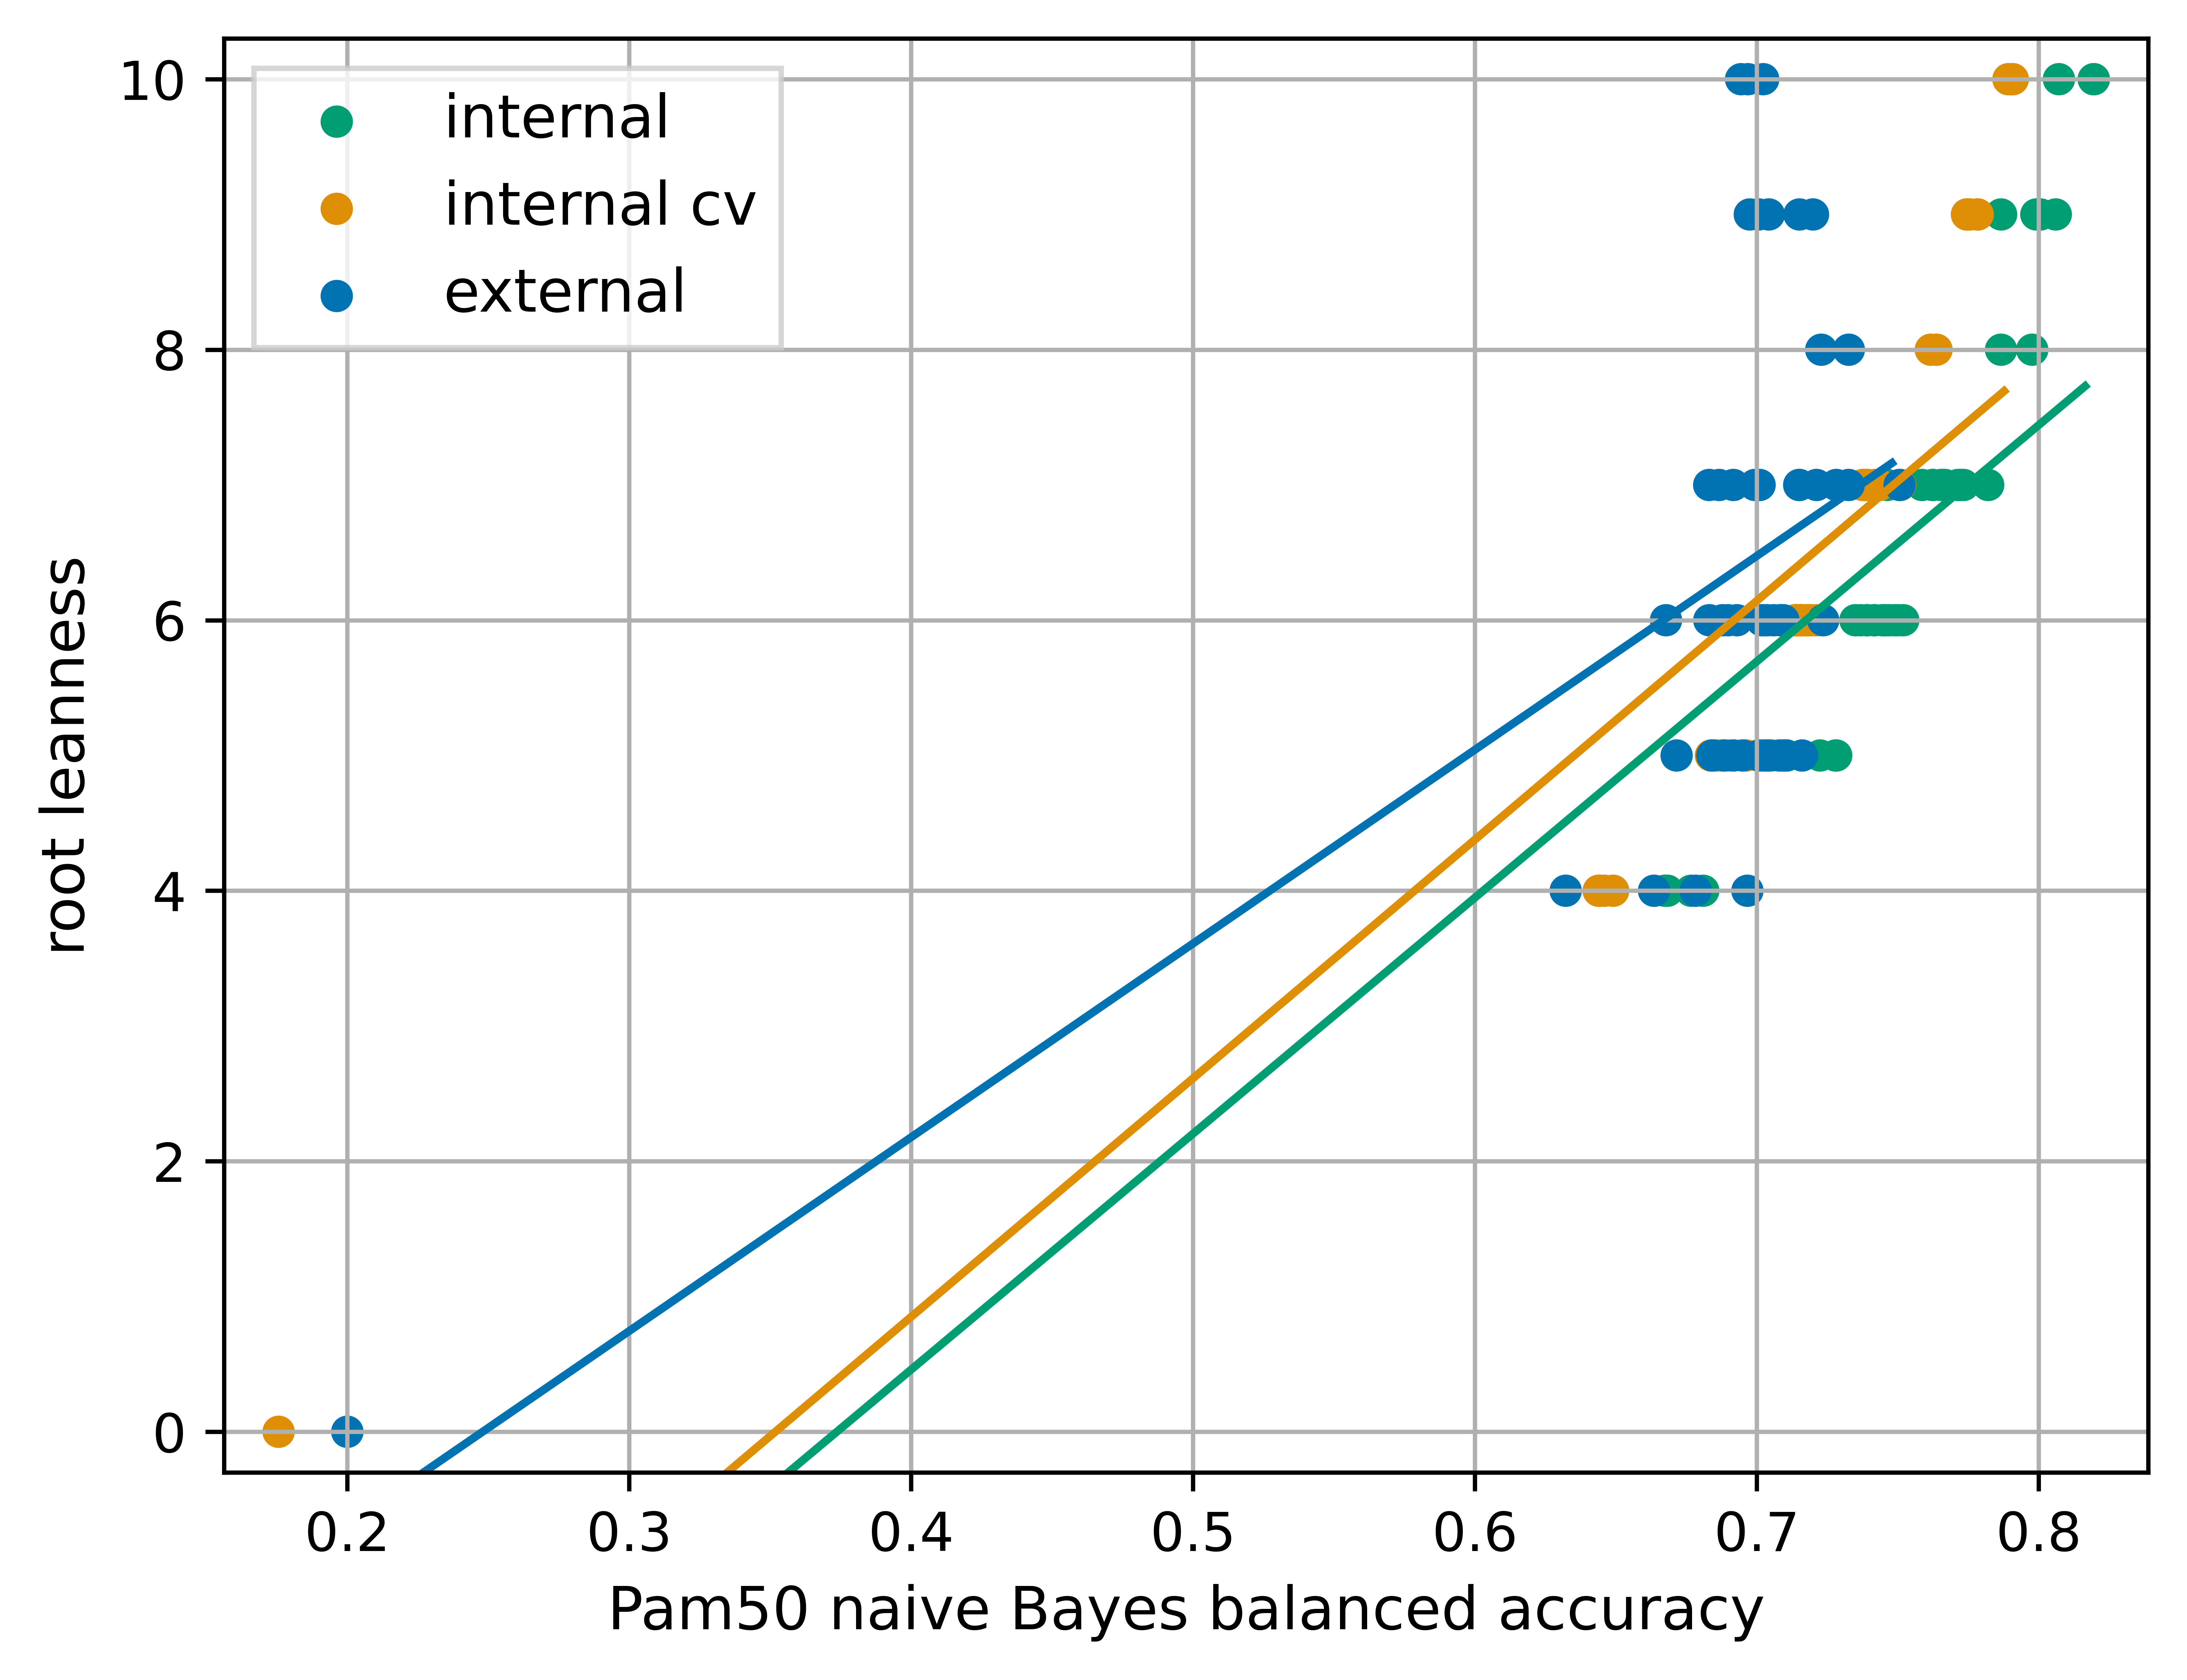 internal
internal cv
external
10
8
6
4
2
0
root leanness
0.2 0.3 0.4 0.5 0.6 0.7 0.8
Pam50 naive Bayes balanced accuracy